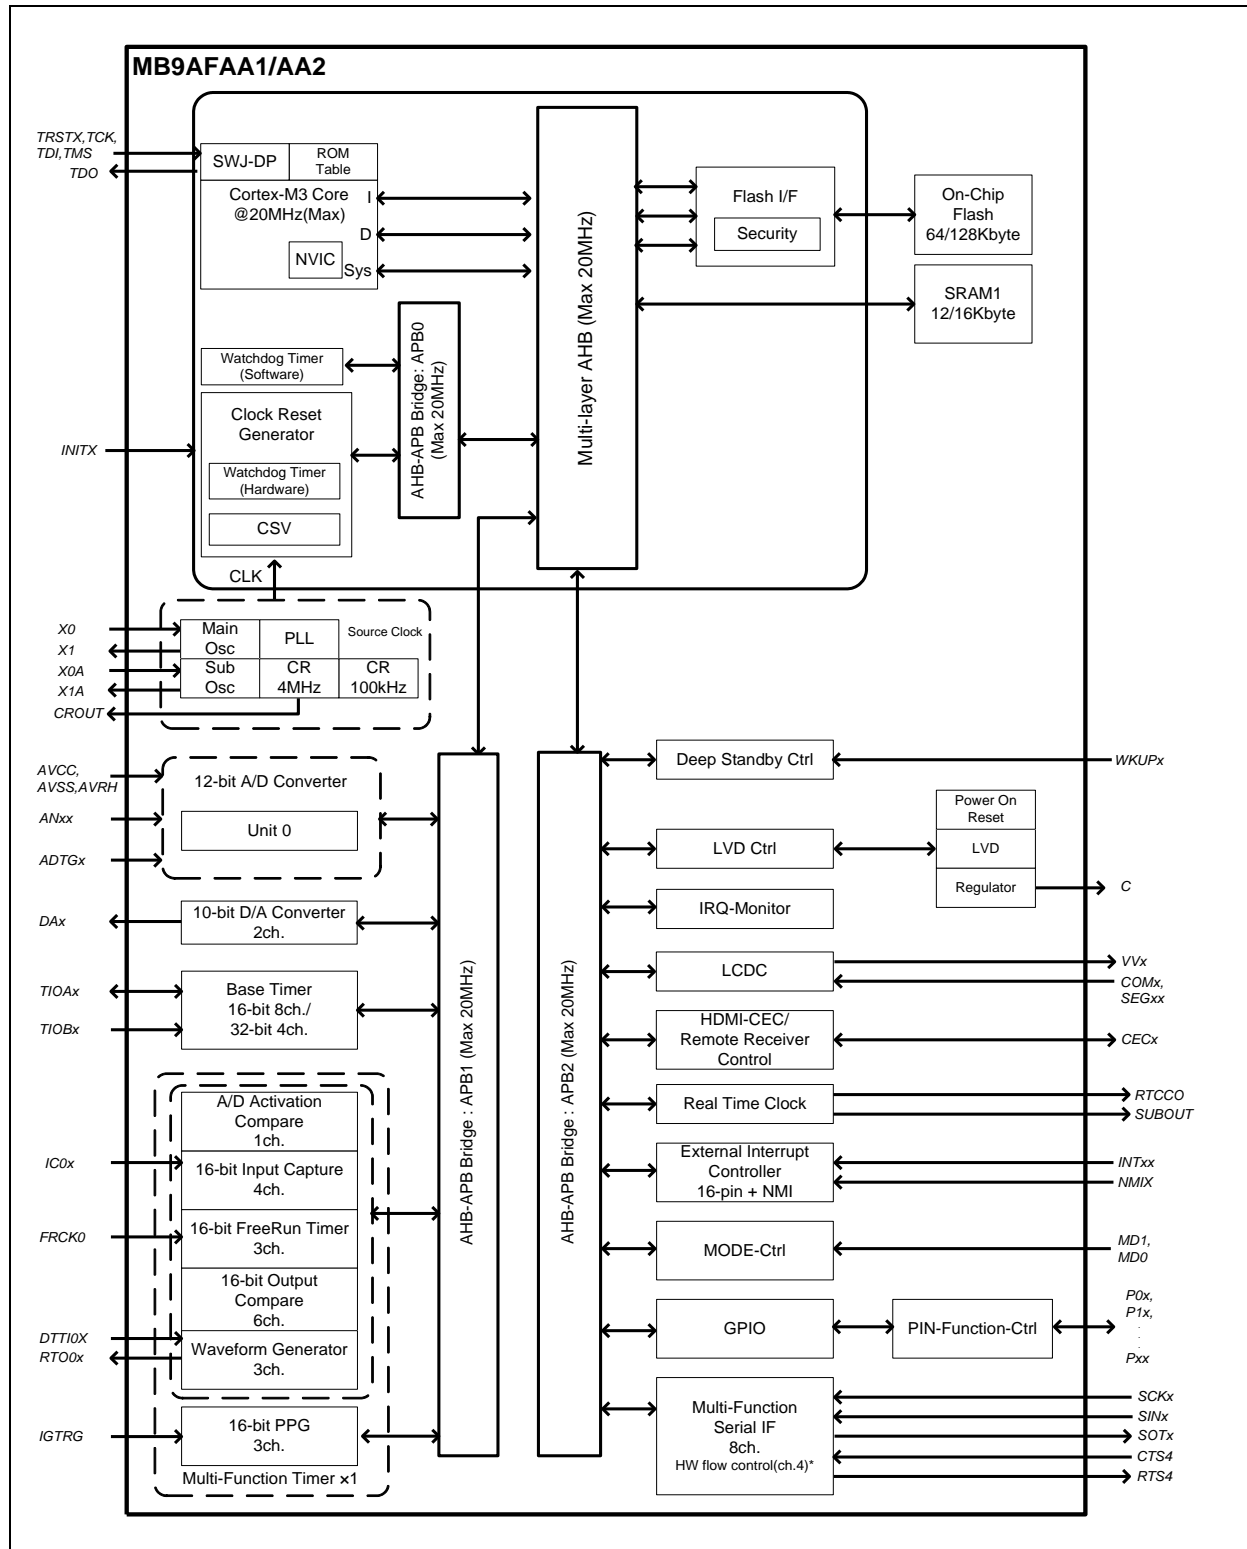 MB9AFAA1/AA2
TRSTX,TCK,
TDI,TMS
TDO
SWJ-DP
ROM
Table
Cortex-M3 Core
@20MHz(Max)
I
D
NVIC
Sys
Multi-layer AHB (Max 20MHz)
Flash I/F
Security
On-Chip
Flash
64/128Kbyte
SRAM1
12/16Kbyte
Watchdog Timer
(Software)
AHB-APB Bridge: APB0
(Max 20MHz)
INITX
Clock Reset
Generator
Watchdog Timer
(Hardware)
CSV
CLK
X0
X1
X0A
X1A
CROUT
Main
Osc
PLL
Source Clock
Sub
Osc
CR
4MHz
CR
100kHz
AVCC,
AVSS,AVRH
ANxx
ADTGx
12-bit A/D Converter
Unit 0
DAx
10-bit D/A Converter
2ch.
TIOAx
TIOBx
Base Timer
16-bit 8ch./
32-bit 4ch.
A/D Activation
Compare
1ch.
IC0x
16-bit Input Capture
4ch.
FRCK0
16-bit FreeRun Timer
3ch.
16-bit Output
Compare
6ch.
DTTI0X
RTO0x
Waveform Generator
3ch.
IGTRG
16-bit PPG
3ch.
Multi-Function Timer ×1
AHB-APB Bridge : APB1 (Max 20MHz)
AHB-APB Bridge : APB2 (Max 20MHz)
Deep Standby Ctrl
WKUPx
LVD Ctrl
Power On
Reset
LVD
Regulator
C
IRQ-Monitor
LCDC
VVx
COMx,
SEGxx
HDMI-CEC/
Remote Receiver
Control
CECx
Real Time Clock
RTCCO
SUBOUT
External Interrupt
Controller
16-pin + NMI
INTxx
NMIX
MODE-Ctrl
MD1,
MD0
GPIO
PIN-Function-Ctrl
P0x,
P1x,
.
.
Pxx
Multi-Function
Serial IF
8ch.
HW flow control(ch.4)*
SCKx
SINx
SOTx
CTS4
RTS4